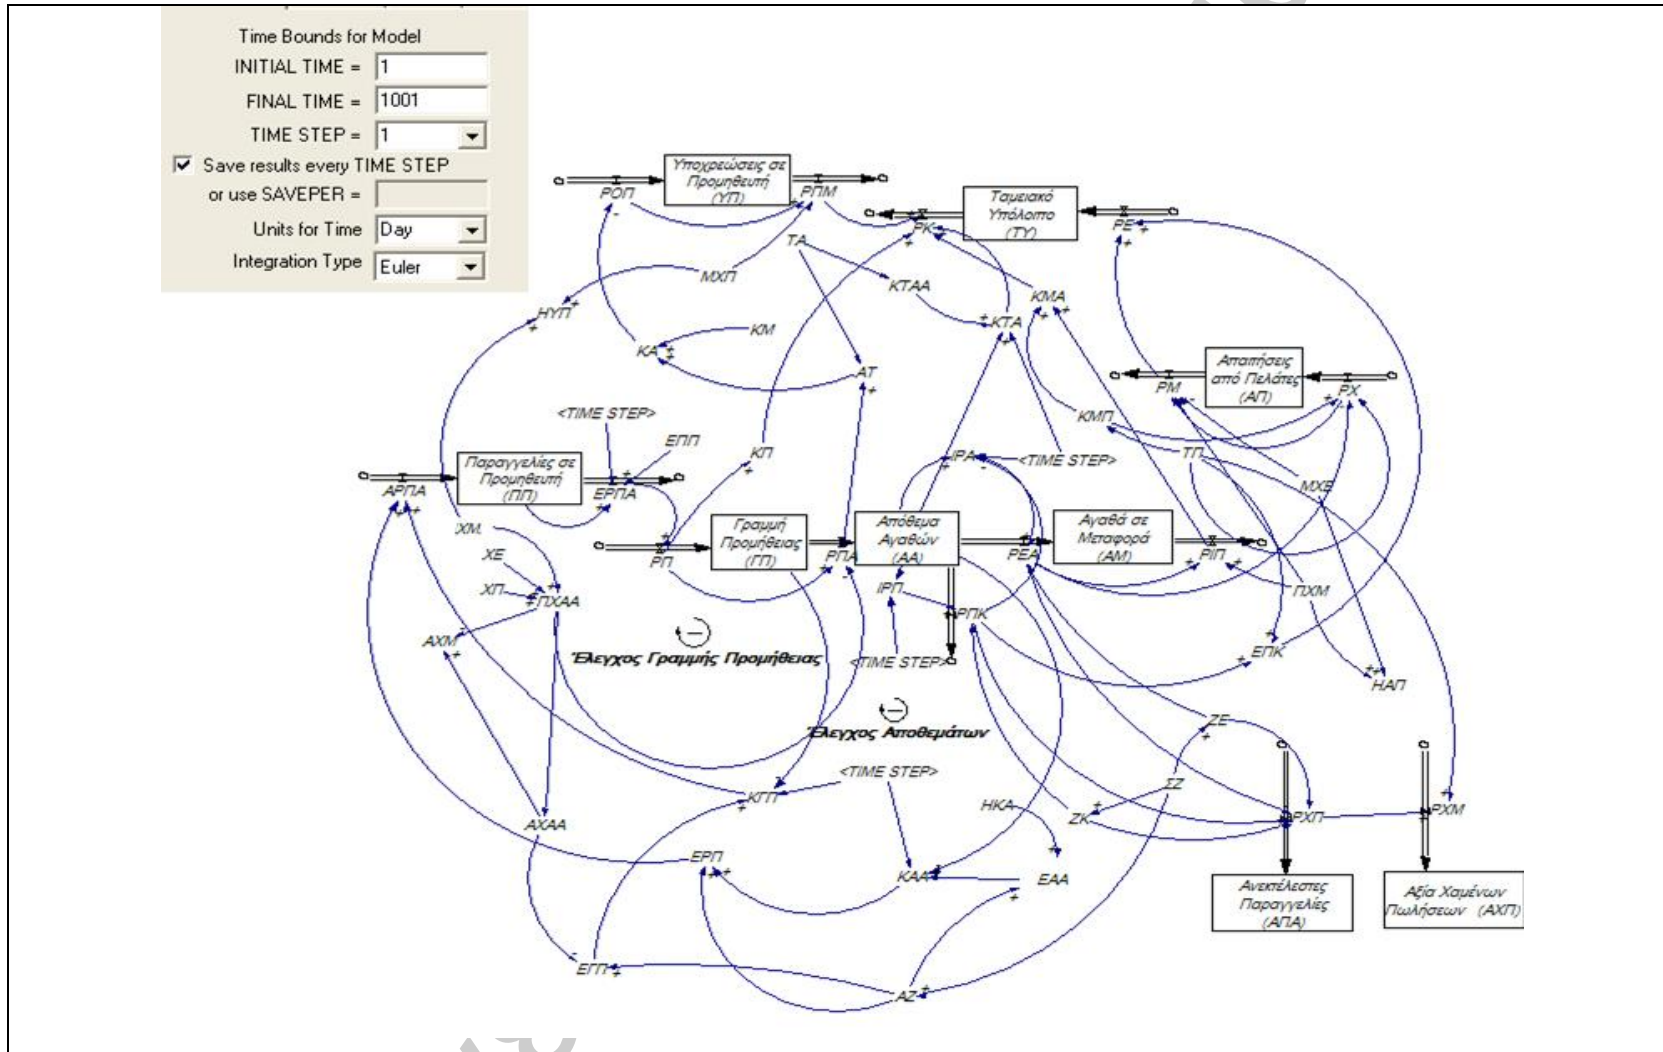 Time Bounds for Model
INITIAL TIME = 1
FINAL TIME = 1001
TIME STEP = 1
Save results every TIME STEP
or use SAVEPER =
Units for Time Day
Integration Type Euler
Υποχρεώσεις σε
Προμηθευτή
(ΥΠ)
ΡΟΠ
ΡΠΜ
Ταμειακό
Υπόλοιπο
(ΤΥ)
ΡΚ
ΡΕ
ΤΑ
ΜΧΠ
ΚΤΑΑ
ΚΜΑ
ΗΥΠ
ΚΜ
ΚΤΑ
ΚΑ
ΑΤ
Απαιτήσεις
από Πελάτες
(ΑΠ)
ΡΜ
ΡΧ
<TIME STEP>
ΚΜΠ
ΕΠΠ
ΚΠ
ΙΡΑ
<TIME STEP>
ΤΠ
Παραγγελίες σε
Προμηθευτή
(ΠΠ)
ΑΡΠΑ
ΕΡΠΑ
ΜΧΕ
ΧΜ
Γραμμή
Προμήθειας
(ΓΠ)
Απόθεμα
Αγαθών
(ΑΑ)
Αγαθά σε
Μεταφορά
(ΑΜ)
ΧΕ
ΡΠ
ΡΠΑ
ΡΕΑ
ΡΙΠ
ΧΠ
ΠΧΑΑ
ΙΡΠ
ΠΧΜ
ΡΠΚ
ΑΧΜ
Έλεγχος Γραμμής Προμήθειας
<TIME STEP>
ΕΠΚ
ΗΑΠ
Έλεγχος Αποθεμάτων
ΖΕ
<TIME STEP>
ΣΖ
ΚΓΠ
ΗΚΑ
ΖΚ
ΡΧΠ
ΡΧΜ
ΑΧΑΑ
ΕΡΠ
ΚΑΑ
ΕΑΑ
Ανεκτέλεστες
Παραγγελίες
(ΑΠΑ)
Αξία Χαμένων
Πωλήσεων (ΑΧΠ)
ΕΓΠ
ΑΖ